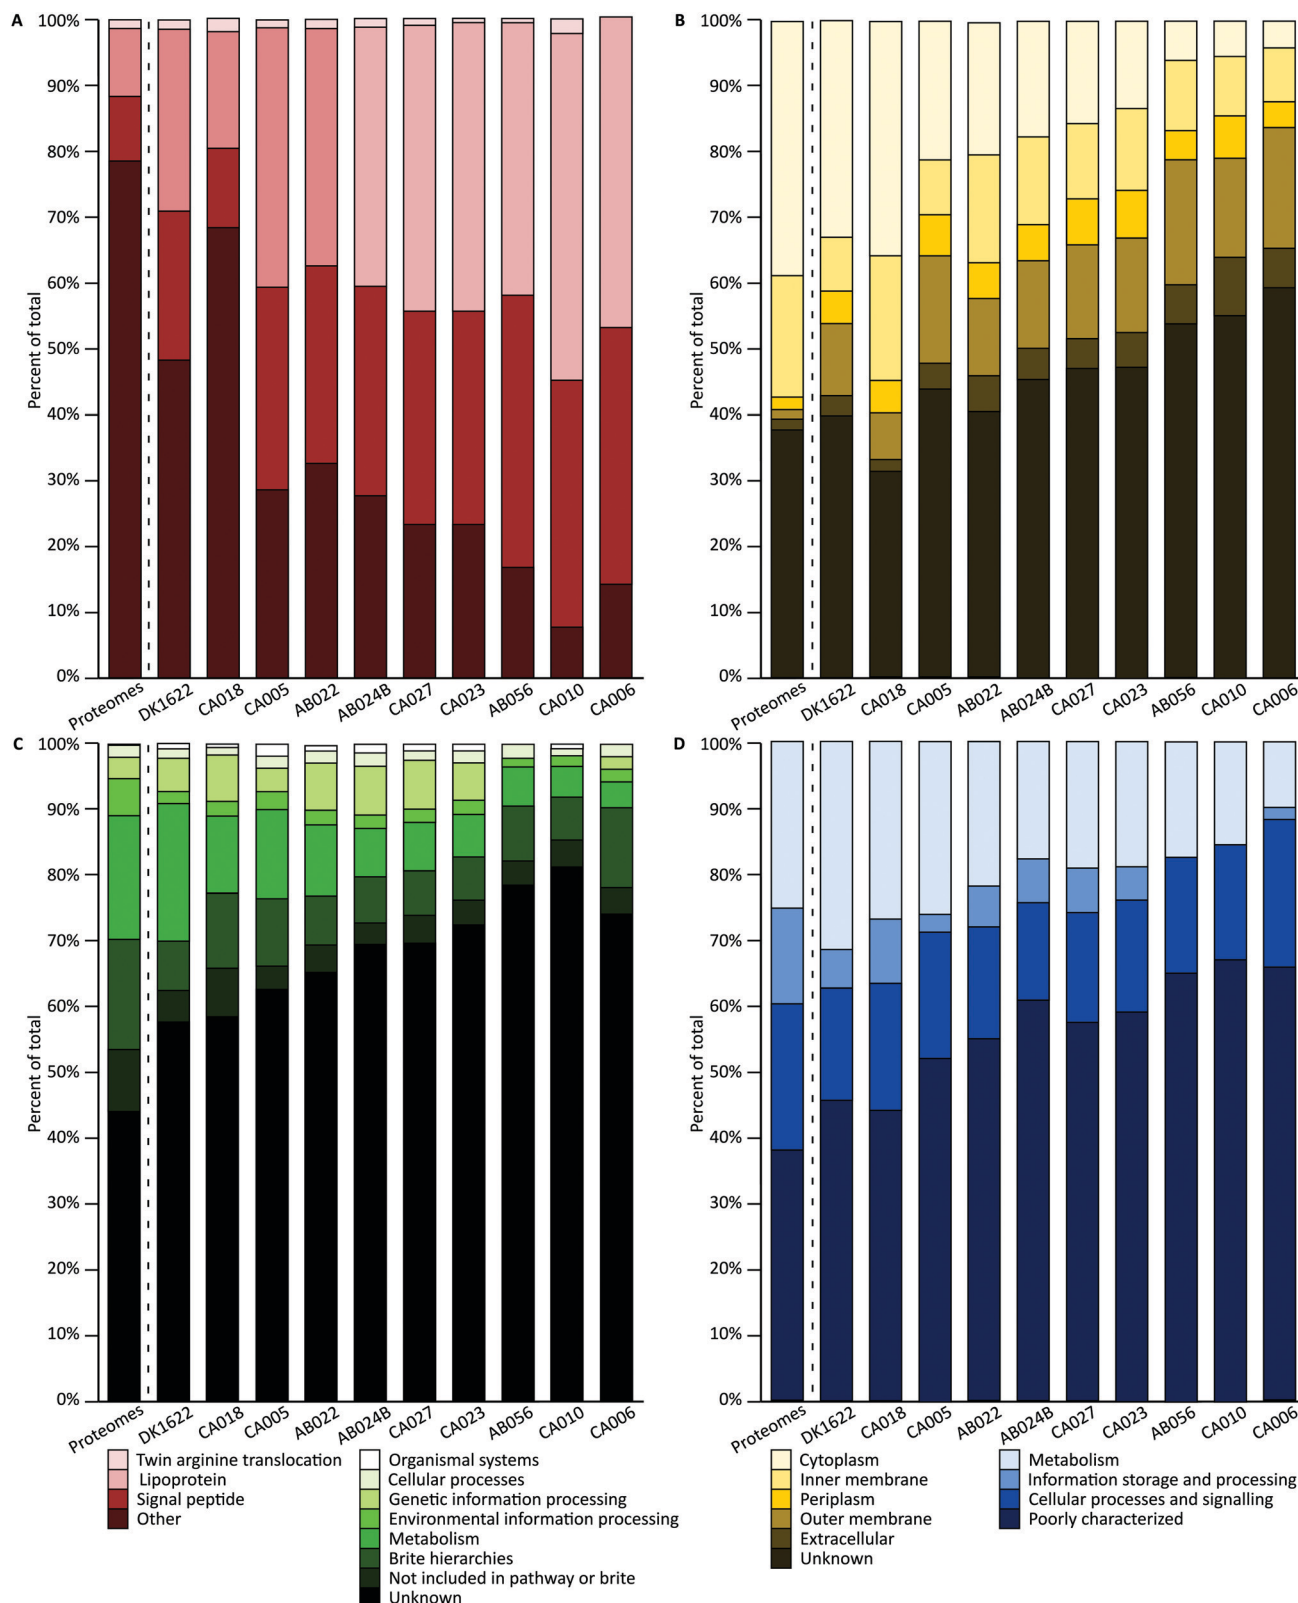 A
100%
90%
80%
70%
60%
50%
40%
30%
20%
10%
0%
Percent of total
Proteomes
DK1622
CA018
CA005
AB022
AB024B
CA027
CA023
AB056
CA010
CA006
B
100%
90%
80%
70%
60%
50%
40%
30%
20%
10%
0%
Percent of total
Proteomes
DK1622
CA018
CA005
AB022
AB024B
CA027
CA023
AB056
CA010
CA006
C
100%
90%
80%
70%
60%
50%
40%
30%
20%
10%
0%
Percent of total
Proteomes
DK1622
CA018
CA005
AB022
AB024B
CA027
CA023
AB056
CA010
CA006
D
100%
90%
80%
70%
60%
50%
40%
30%
20%
10%
0%
Percent of total
Proteomes
DK1622
CA018
CA005
AB022
AB024B
CA027
CA023
AB056
CA010
CA006
Twin arginine translocation
Lipoprotein
Signal peptide
Other
Organismal systems
Cellular processes
Genetic information processing
Environmental information processing
Metabolism
Brite hierarchies
Not included in pathway or brite
Unknown
Cytoplasm
Inner membrane
Periplasm
Outer membrane
Extracellular
Unknown
Metabolism
Information storage and processing
Cellular processes and signalling
Poorly characterized